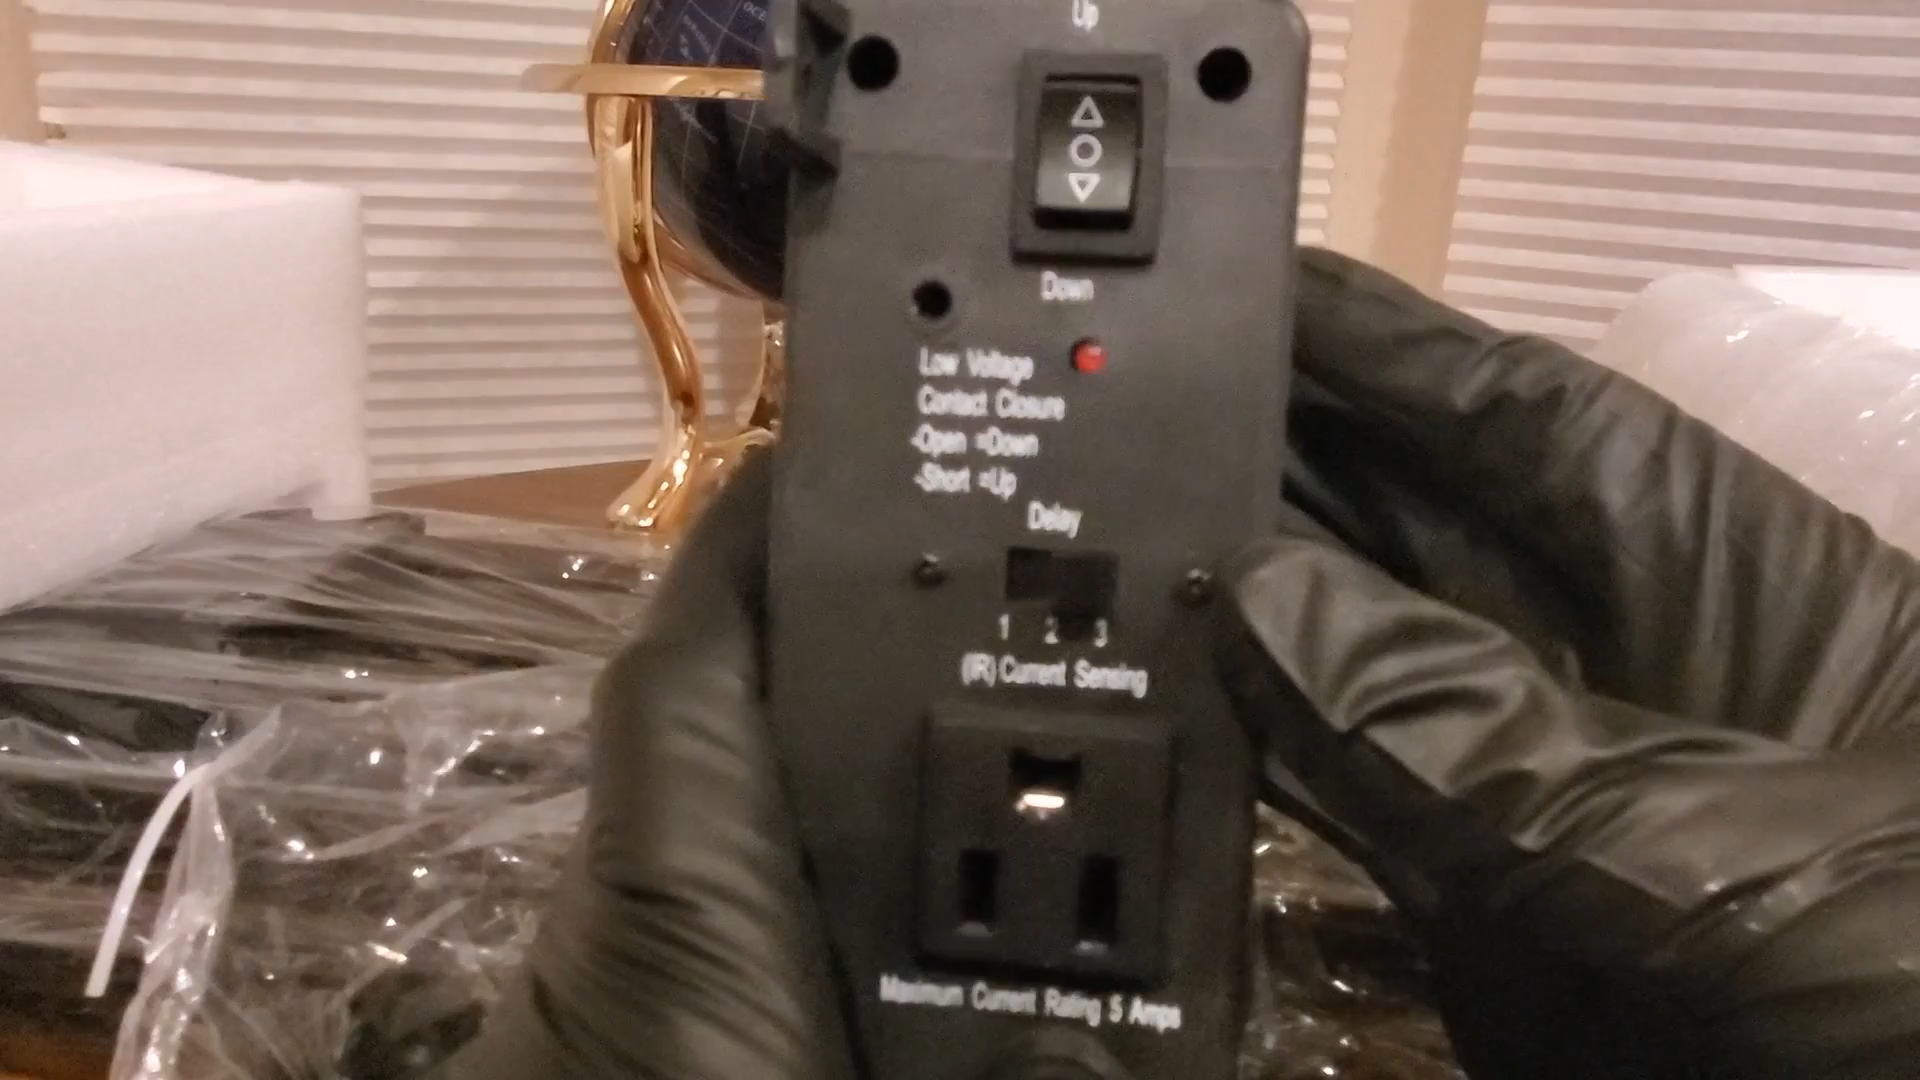 Up
Down
Low Voltage
Contact Closure
-Open =Down
-Short =Up
Delay
1 2 3
(IR) Current Sensing
Maximum Current Rating 5 Amps